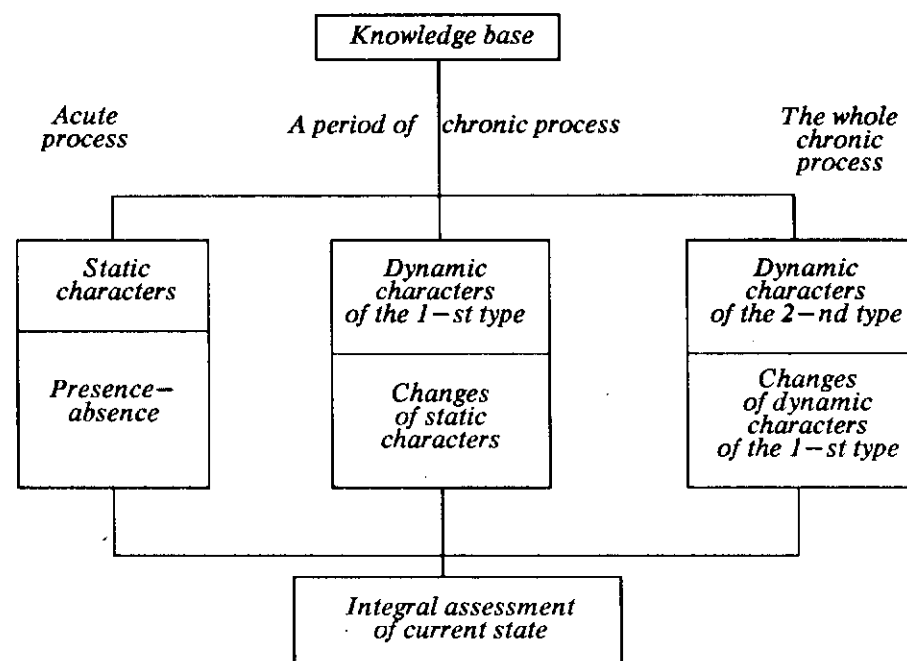 Knowledge base
Acute
process
A period of chronic process
The whole
chronic
process
Static
characters
Presence—
absence
Dynamic
characters
of the 1—st type
Changes
of static
characters
Dynamic
characters
of the 2—nd type
Changes
of dynamic
characters
of the 1—st type
Integral assessment
of current state